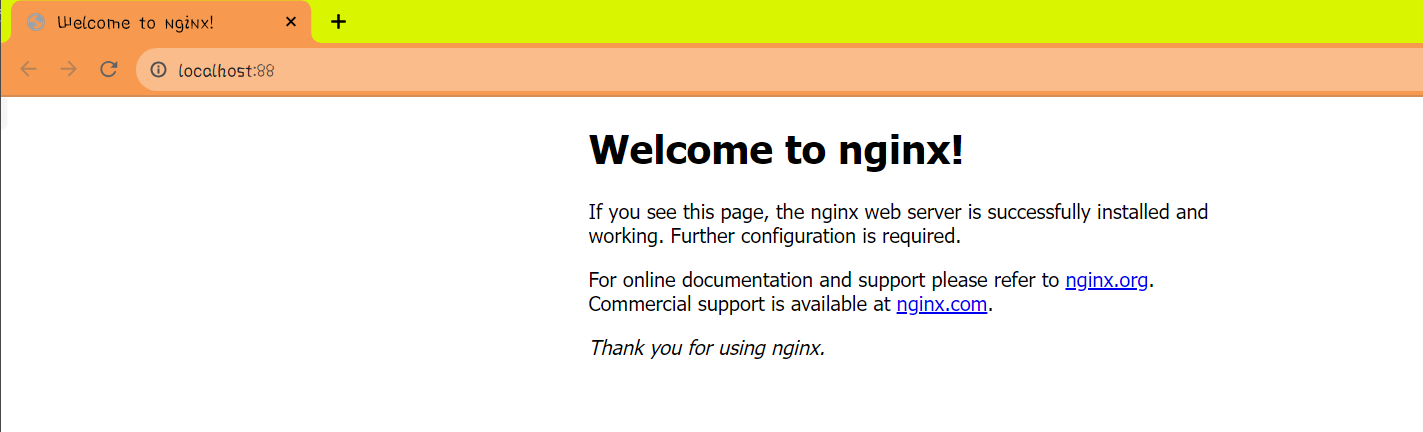 Welcome to nginx!
localhost:88
Welcome to nginx!
If you see this page, the nginx web server is successfully installed and
working. Further configuration is required.
For online documentation and support please refer to nginx.org.
Commercial support is available at nginx.com.
Thank you for using nginx.